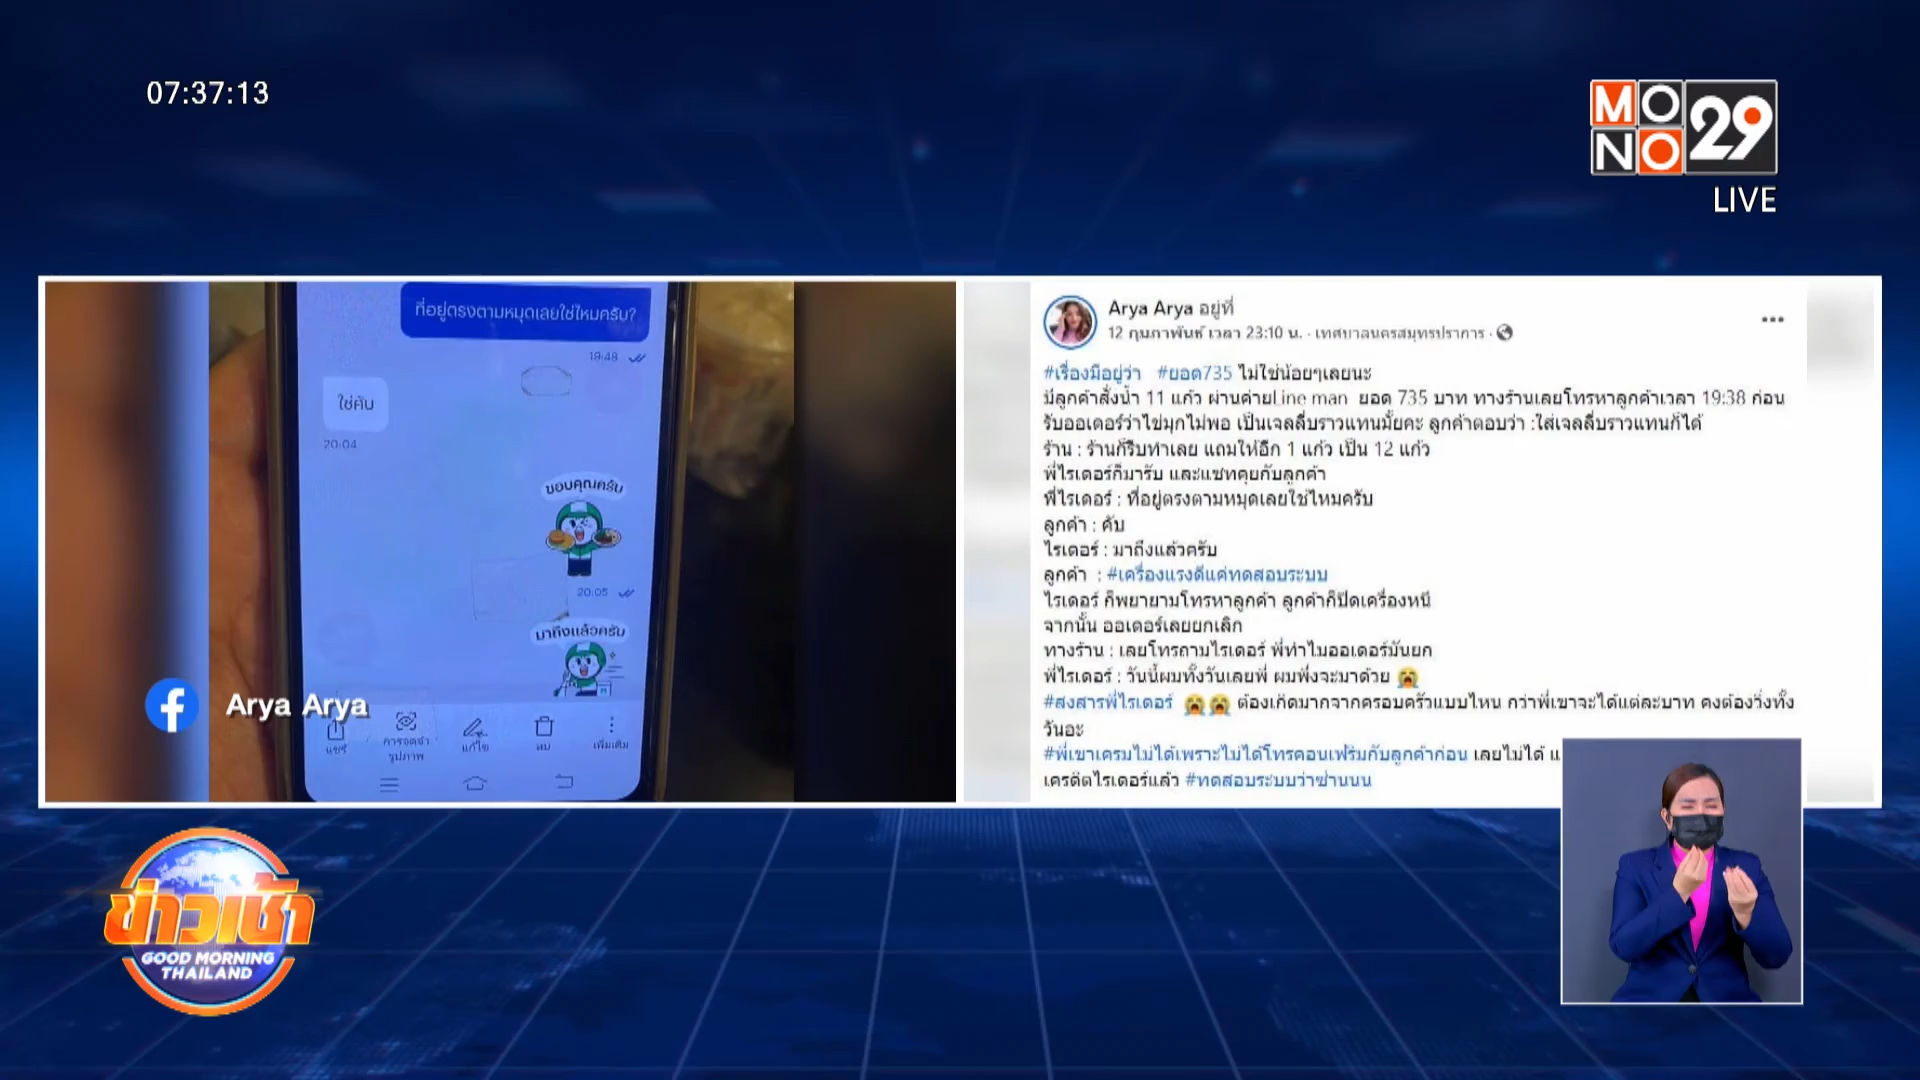 07:37:13
MONO 29
LIVE
ที่อยู่ตรงตามหมุดเลยใช่ไหมครับ?
19:48
ใช่คับ
20:04
ขอบคุณครับ
20:05
มาถึงแล้วครับ
แชร์
การจดจำ
รูปภาพ
แก้ไข
ลบ
เพิ่มเติม
Arya Arya
Arya Arya อยู่ที่
12 กุมภาพันธ์ เวลา 23:10 น. · เทศบาลนครสมุทรปราการ ·
#เรื่องมีอยู่ว่า #ยอด735 ไม่ใช่น้อยๆเลยนะ
มีลูกค้าสั่งน้ำ 11 แก้ว ผ่านค่ายLine man ยอด 735 บาท ทางร้านเลยโทรหาลูกค้าเวลา 19:38 ก่อน
รับออเดอร์ว่าไข่มุกไม่พอ เป็นเจลลี่บราวแทนมั้ยคะ ลูกค้าตอบว่า :ใส่เจลลี่บราวแทนก็ได้
ร้าน : ร้านก็รีบทำเลย แถมให้อีก 1 แก้ว เป็น 12 แก้ว
พี่ไรเดอร์ก็มารับ และแชทคุยกับลูกค้า
พี่ไรเดอร์ : ที่อยู่ตรงตามหมุดเลยใช่ไหมครับ
ลูกค้า : คับ
ไรเดอร์ : มาถึงแล้วครับ
ลูกค้า : #เครื่องแรงดีแค่ทดสอบระบบ
ไรเดอร์ ก็พยายามโทรหาลูกค้า ลูกค้าก็ปิดเครื่องหนี
จากนั้น ออเดอร์เลยยกเลิก
ทางร้าน : เลยโทรถามไรเดอร์ พี่ทำไมออเดอร์มันยก
พี่ไรเดอร์ : วันนี้ผมทั้งวันเลยพี่ ผมพึ่งจะมาด้วย 😭
#สงสารพี่ไรเดอร์ 😭😭 ต้องเกิดมากจากครอบครัวแบบไหน กว่าพี่เขาจะได้แต่ละบาท คงต้องวิ่งทั้ง
วันอะ
#พี่เขาเครมไม่ได้เพราะไม่ได้โทรคอนเฟริมกับลูกค้าก่อน เลยไม่ได้
เครดิตไรเดอร์แล้ว #ทดสอบระบบว่าซ่านนน
ข่าวเช้า
GOOD MORNING
THAILAND